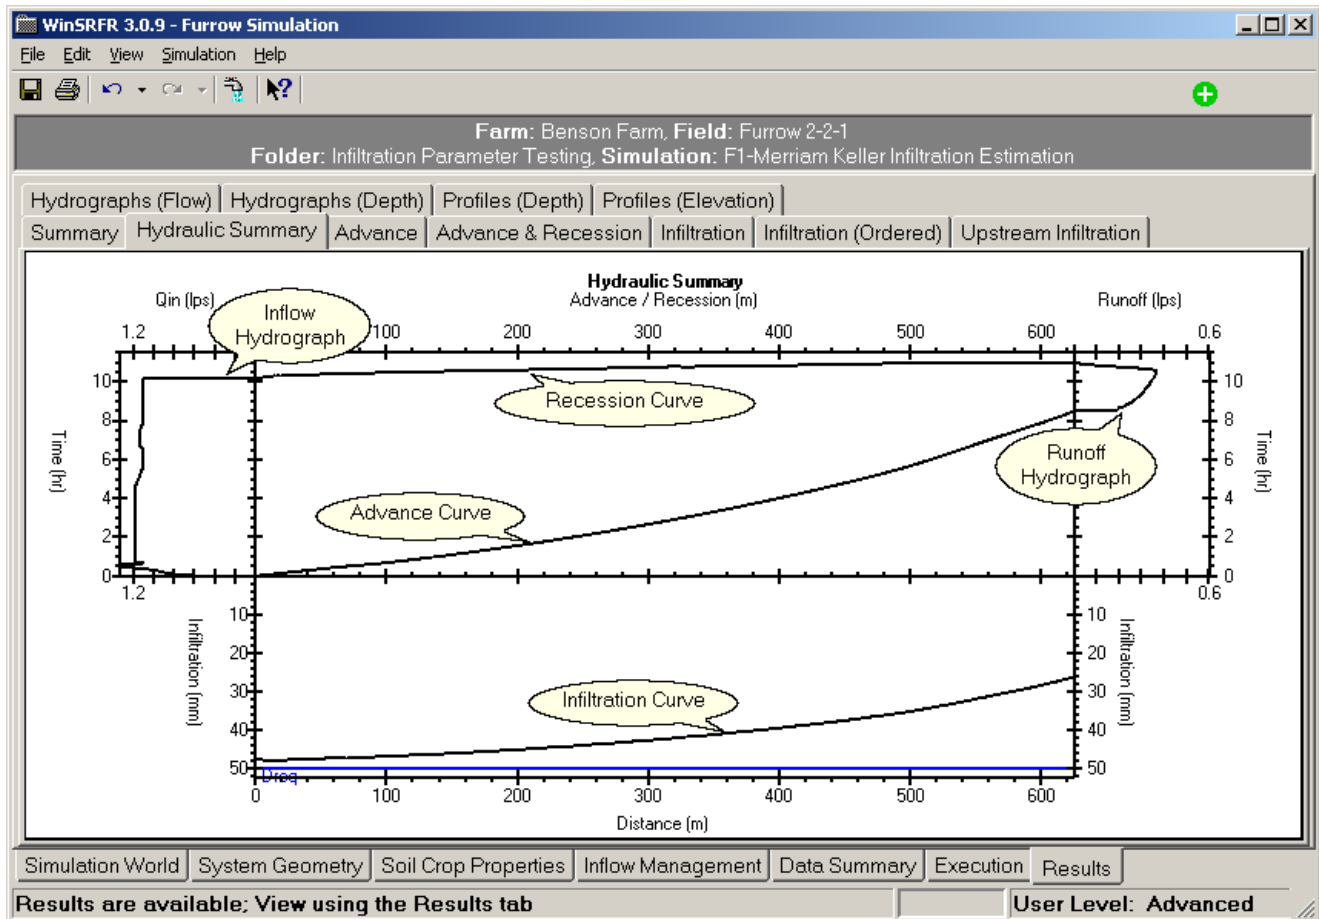 WinSRFR 3.0.9 - Furrow Simulation
File Edit View Simulation Help
Farm: Benson Farm, Field: Furrow 2-2-1
Folder: Infiltration Parameter Testing, Simulation: F1-Merriam Keller Infiltration Estimation
Hydrographs (Flow) Hydrographs (Depth) Profiles (Depth) Profiles (Elevation)
Summary Hydraulic Summary Advance Advance & Recession Infiltration Infiltration (Ordered) Upstream Infiltration
Hydraulic Summary
Qin (lps) Advance / Recession (m) Runoff (lps)
Inflow
Hydrograph
1.2 100 200 300 400 500 600 0.6
10 10
Recession Curve
8 8
Time (hr) Time (hr)
Runoff
Hydrograph
6 6
4 4
Advance Curve
2 2
0 0
1.2 0.6
10 10
Infiltration (mm) Infiltration (mm)
20 20
30 30
Infiltration Curve
40 40
50 50
Dreq
0 100 200 300 400 500 600
Distance (m)
Simulation World System Geometry Soil Crop Properties Inflow Management Data Summary Execution Results
Results are available; View using the Results tab User Level: Advanced